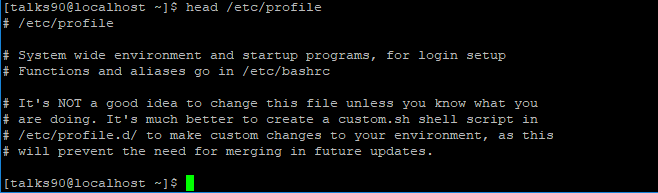 [talks90@localhost ~]$ head /etc/profile
# /etc/profile
# System wide environment and startup programs, for login setup
# Functions and aliases go in /etc/bashrc
# It's NOT a good idea to change this file unless you know what you
# are doing. It's much better to create a custom.sh shell script in
# /etc/profile.d/ to make custom changes to your environment, as this
# will prevent the need for merging in future updates.
[talks90@localhost ~]$